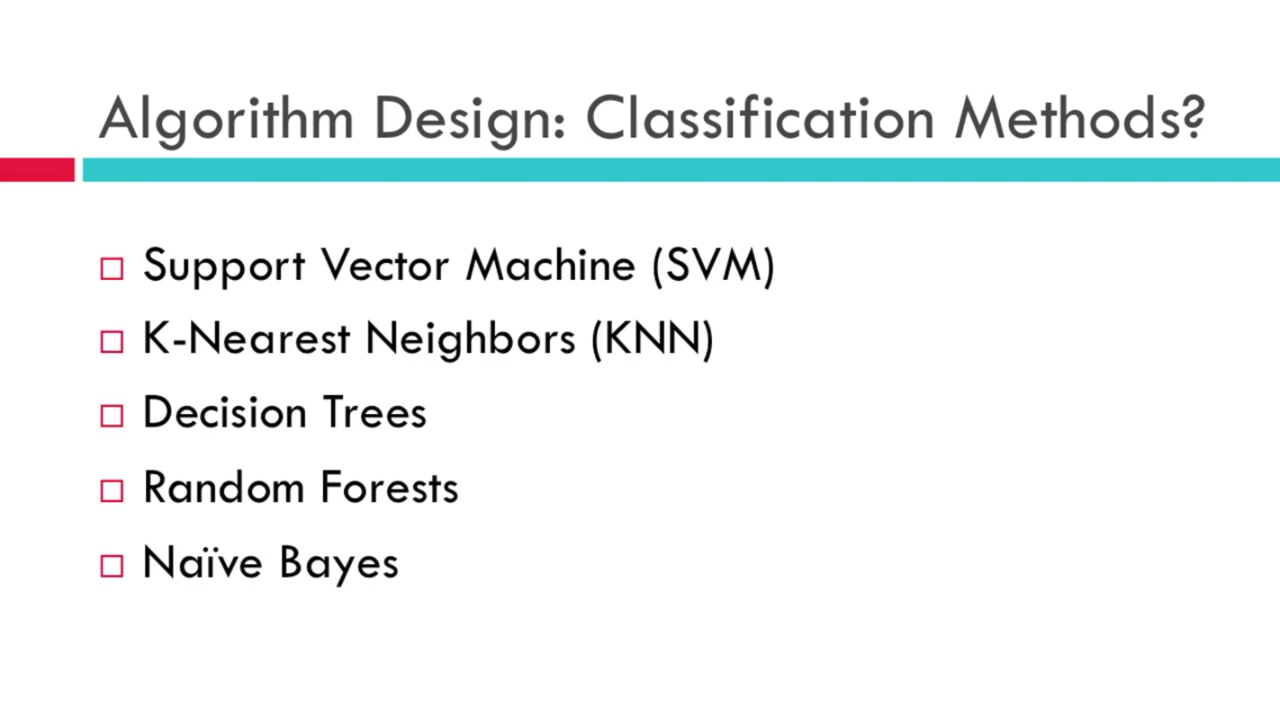 Algorithm Design: Classification Methods?
Support Vector Machine (SVM)
K-Nearest Neighbors (KNN)
Decision Trees
Random Forests
Naïve Bayes